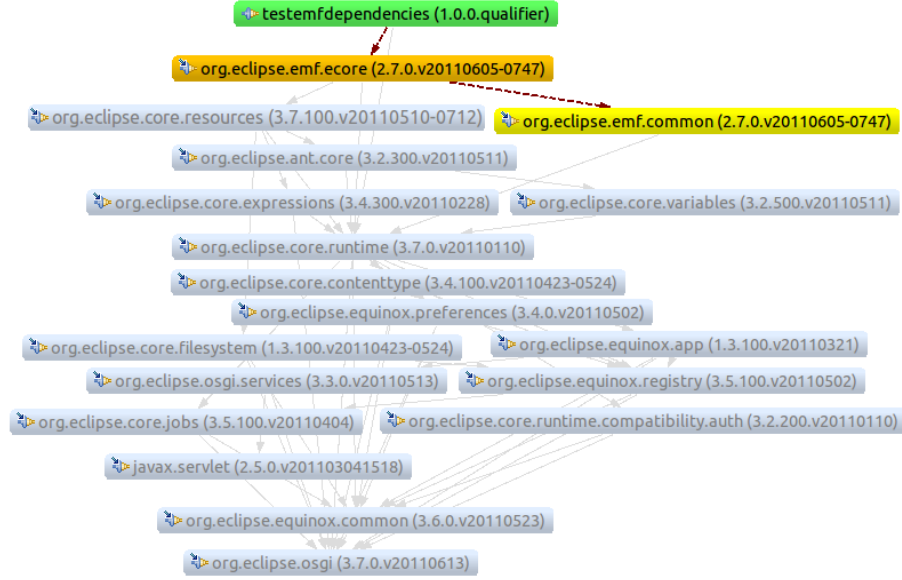 testemfdependencies (1.0.0.qualifier)
org.eclipse.emf.ecore (2.7.0.v20110605-0747)
org.eclipse.core.resources (3.7.100.v20110510-0712)
org.eclipse.emf.common (2.7.0.v20110605-0747)
org.eclipse.ant.core (3.2.300.v20110511)
org.eclipse.core.expressions (3.4.300.v20110228)
org.eclipse.core.variables (3.2.500.v20110511)
org.eclipse.core.runtime (3.7.0.v20110110)
org.eclipse.core.contenttype (3.4.100.v20110423-0524)
org.eclipse.equinox.preferences (3.4.0.v20110502)
org.eclipse.core.filesystem (1.3.100.v20110423-0524)
org.eclipse.equinox.app (1.3.100.v20110321)
org.eclipse.osgi.services (3.3.0.v20110513)
org.eclipse.equinox.registry (3.5.100.v20110502)
org.eclipse.core.jobs (3.5.100.v20110404)
org.eclipse.core.runtime.compatibility.auth (3.2.200.v20110110)
javax.servlet (2.5.0.v201103041518)
org.eclipse.equinox.common (3.6.0.v20110523)
org.eclipse.osgi (3.7.0.v20110613)